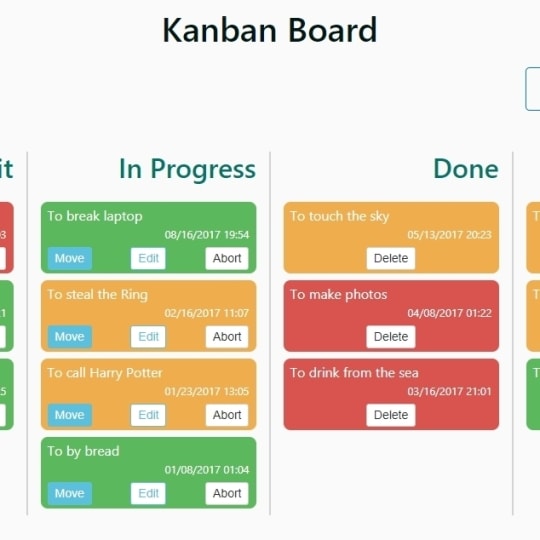 Kanban Board
it
In Progress
Done
To break laptop
08/16/2017 19:54
Move
Edit
Abort
To steal the Ring
02/16/2017 11:07
Move
Edit
Abort
To call Harry Potter
01/23/2017 13:05
Move
Edit
Abort
To by bread
01/08/2017 01:04
Move
Edit
Abort
To touch the sky
05/13/2017 20:23
Delete
To make photos
04/08/2017 01:22
Delete
To drink from the sea
03/16/2017 21:01
Delete